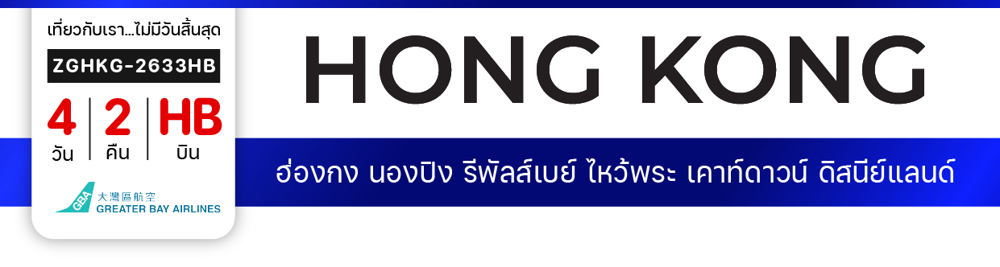 เที่ยวกับเรา...ไม่มีวันสิ้นสุด
ZGHKG-2633HB
4 2 HB
วัน คืน บิน
GBA
大灣區航空
GREATER BAY AIRLINES
HONG KONG
ฮ่องกง นองปิง รีพัลส์เบย์ ไหว้พระ เคาท์ดาวน์ ดิสนีย์แลนด์